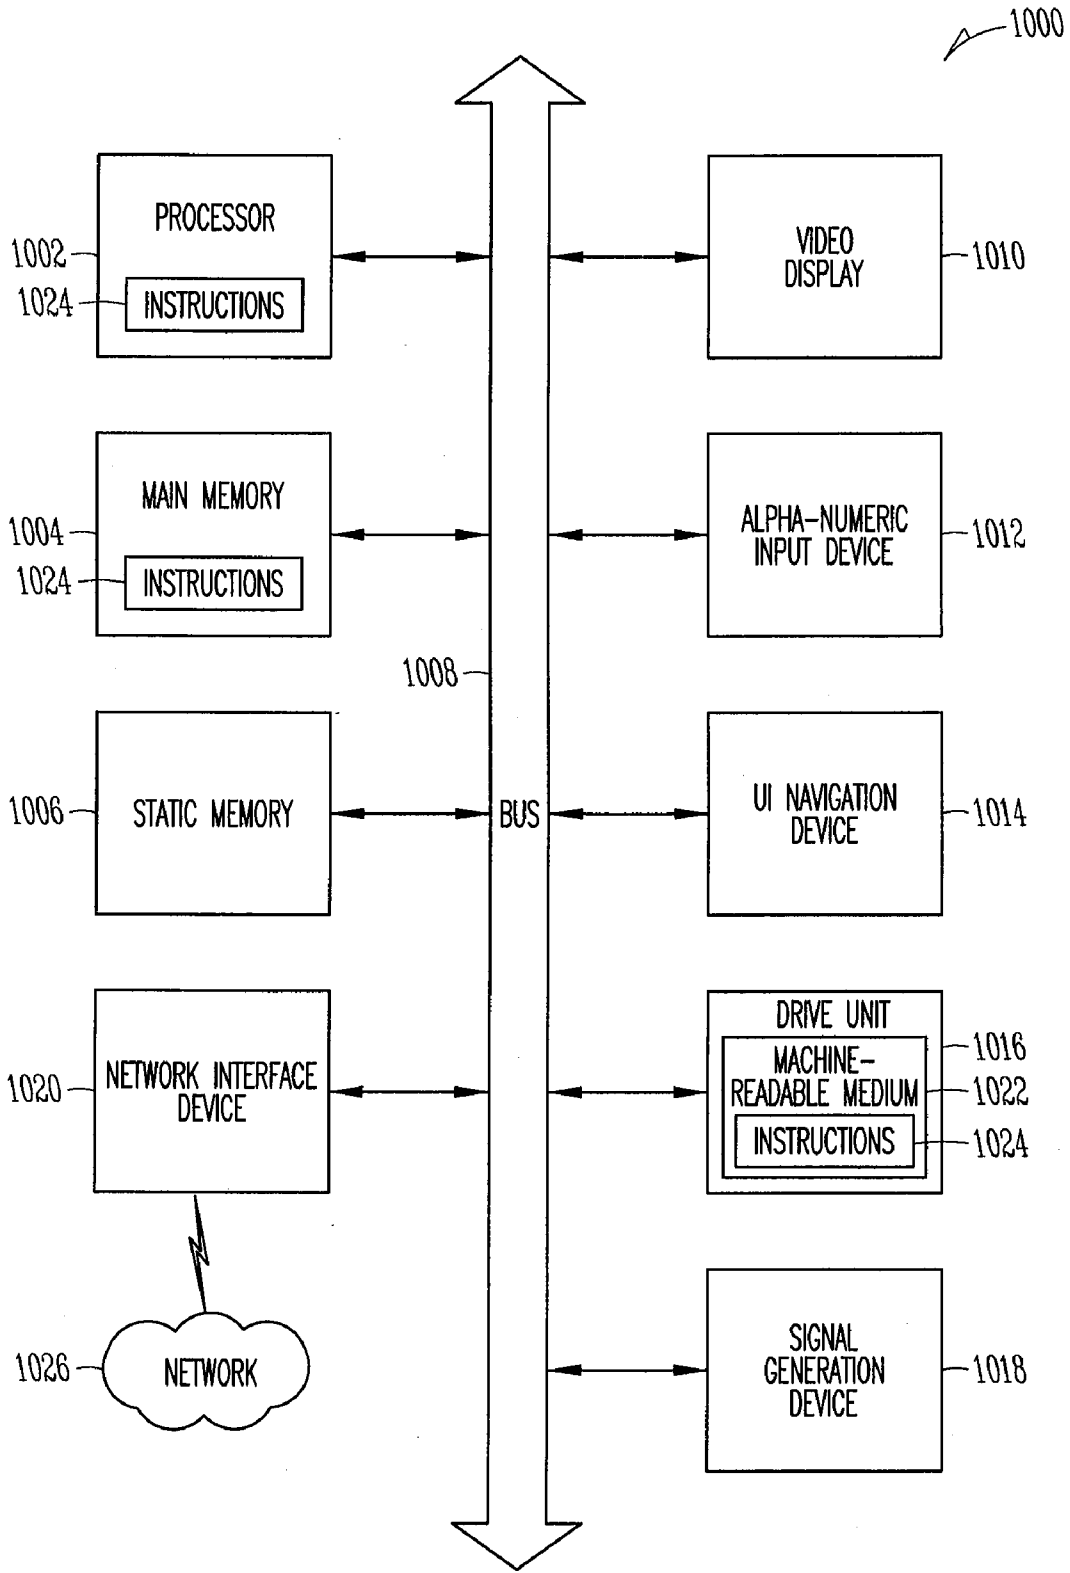 1000
PROCESSOR
1002
1024
INSTRUCTIONS
VIDEO
DISPLAY
1010
MAIN MEMORY
1004
1024
INSTRUCTIONS
ALPHA-NUMERIC
INPUT DEVICE
1012
1008
STATIC MEMORY
1006
BUS
UI NAVIGATION
DEVICE
1014
NETWORK INTERFACE
DEVICE
1020
DRIVE UNIT
1016
MACHINE-
READABLE MEDIUM
1022
INSTRUCTIONS
1024
NETWORK
1026
SIGNAL
GENERATION
DEVICE
1018